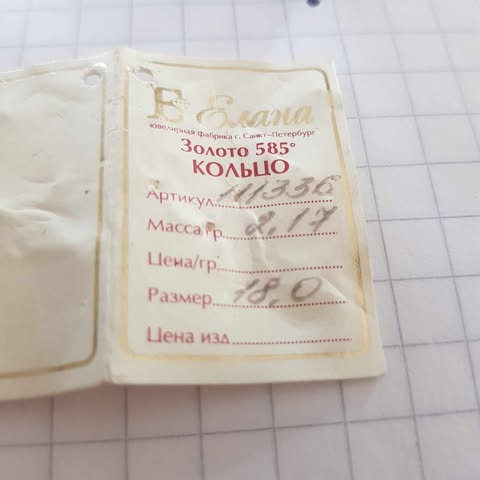 Е Елана
ювелирная фабрика г. Санкт-Петербург
Золото 585°
КОЛЬЦО
Артикул 111336
Масса/гр. 2,17
Цена/гр.
Размер 18,0
Цена изд.